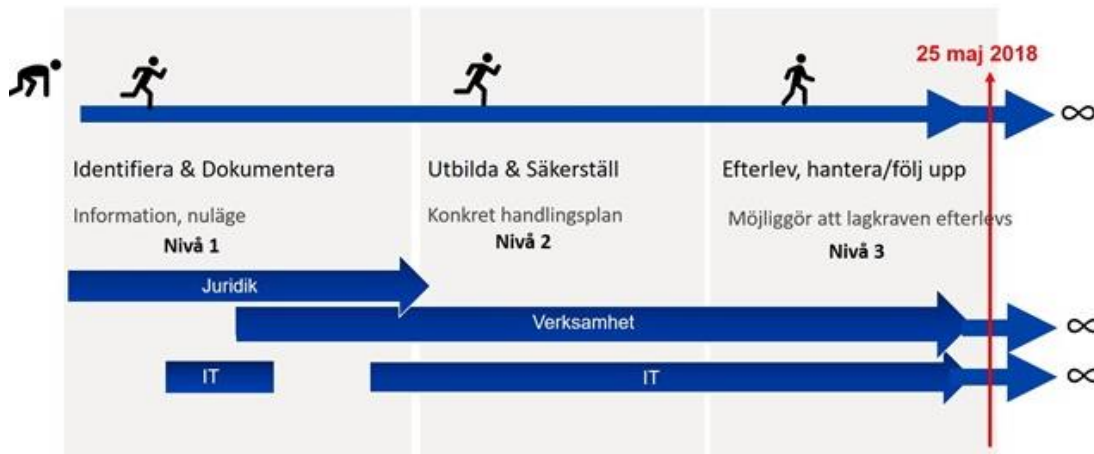 25 maj 2018
∞
Identifiera & Dokumentera
Utbilda & Säkerställ
Efterlev, hantera/följ upp
Information, nuläge
Konkret handlingsplan
Möjliggör att lagkraven efterlevs
Nivå 1
Nivå 2
Nivå 3
Juridik
Verksamhet
∞
IT
IT
∞